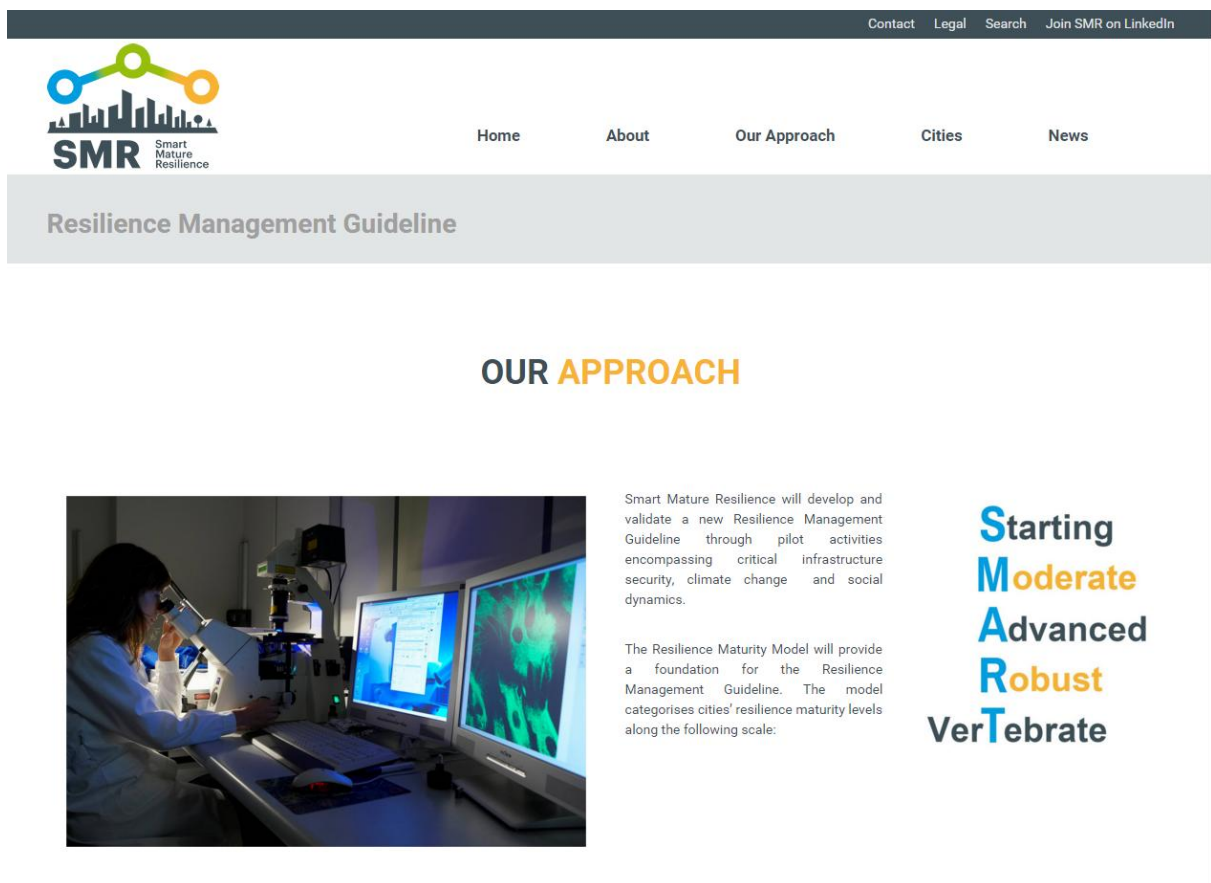 Contact Legal Search Join SMR on LinkedIn
SMR Smart
Mature
Resilience
Home About Our Approach Cities News
Resilience Management Guideline
OUR APPROACH
Smart Mature Resilience will develop and
validate a new Resilience Management
Guideline through pilot activities
encompassing critical infrastructure
security, climate change and social
dynamics.
The Resilience Maturity Model will provide
a foundation for the Resilience
Management Guideline. The model
categorises cities' resilience maturity levels
along the following scale:
Starting
Moderate
Advanced
Robust
VerTebrate